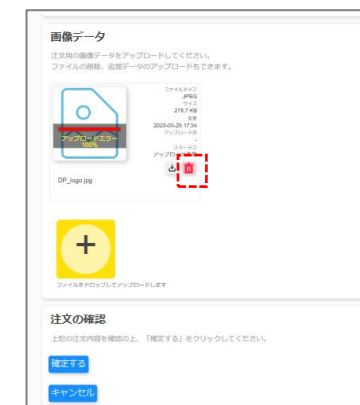 画像データ
注文用の画像データをアップロードしてください。
ファイルの削除、追加データのアップロードもできます。
アップロードエラー
100%
ファイルタイプ
JPEG
サイズ
278.7 KB
変更
2023-05-29 17:34
アップロード日
-
ステータス
DP_logo.jpg
+
ファイルをドロップしてアップロードします
注文の確認
上記の注文内容を確認の上、「確定する」をクリックしてください。
確定する
キャンセル